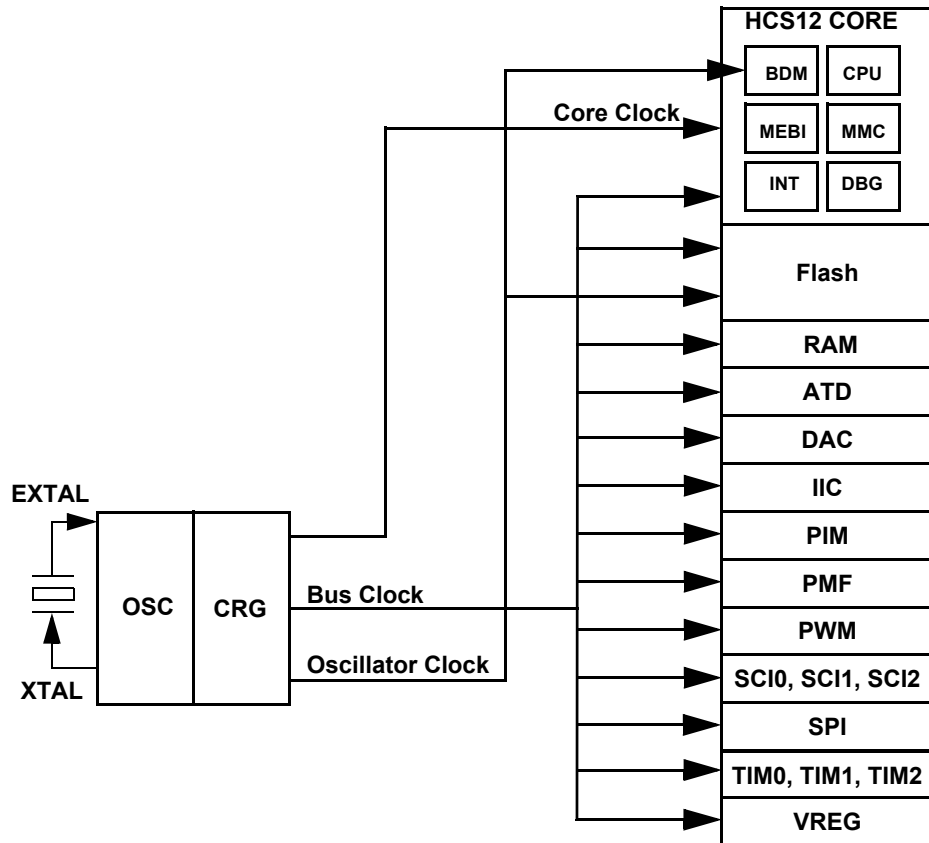 HCS12 CORE
BDM CPU
Core Clock
MEBI MMC
INT DBG
Flash
RAM
ATD
DAC
IIC
EXTAL
PIM
OSC CRG
Bus Clock
PMF
PWM
Oscillator Clock
XTAL
SCI0, SCI1, SCI2
SPI
TIM0, TIM1, TIM2
VREG